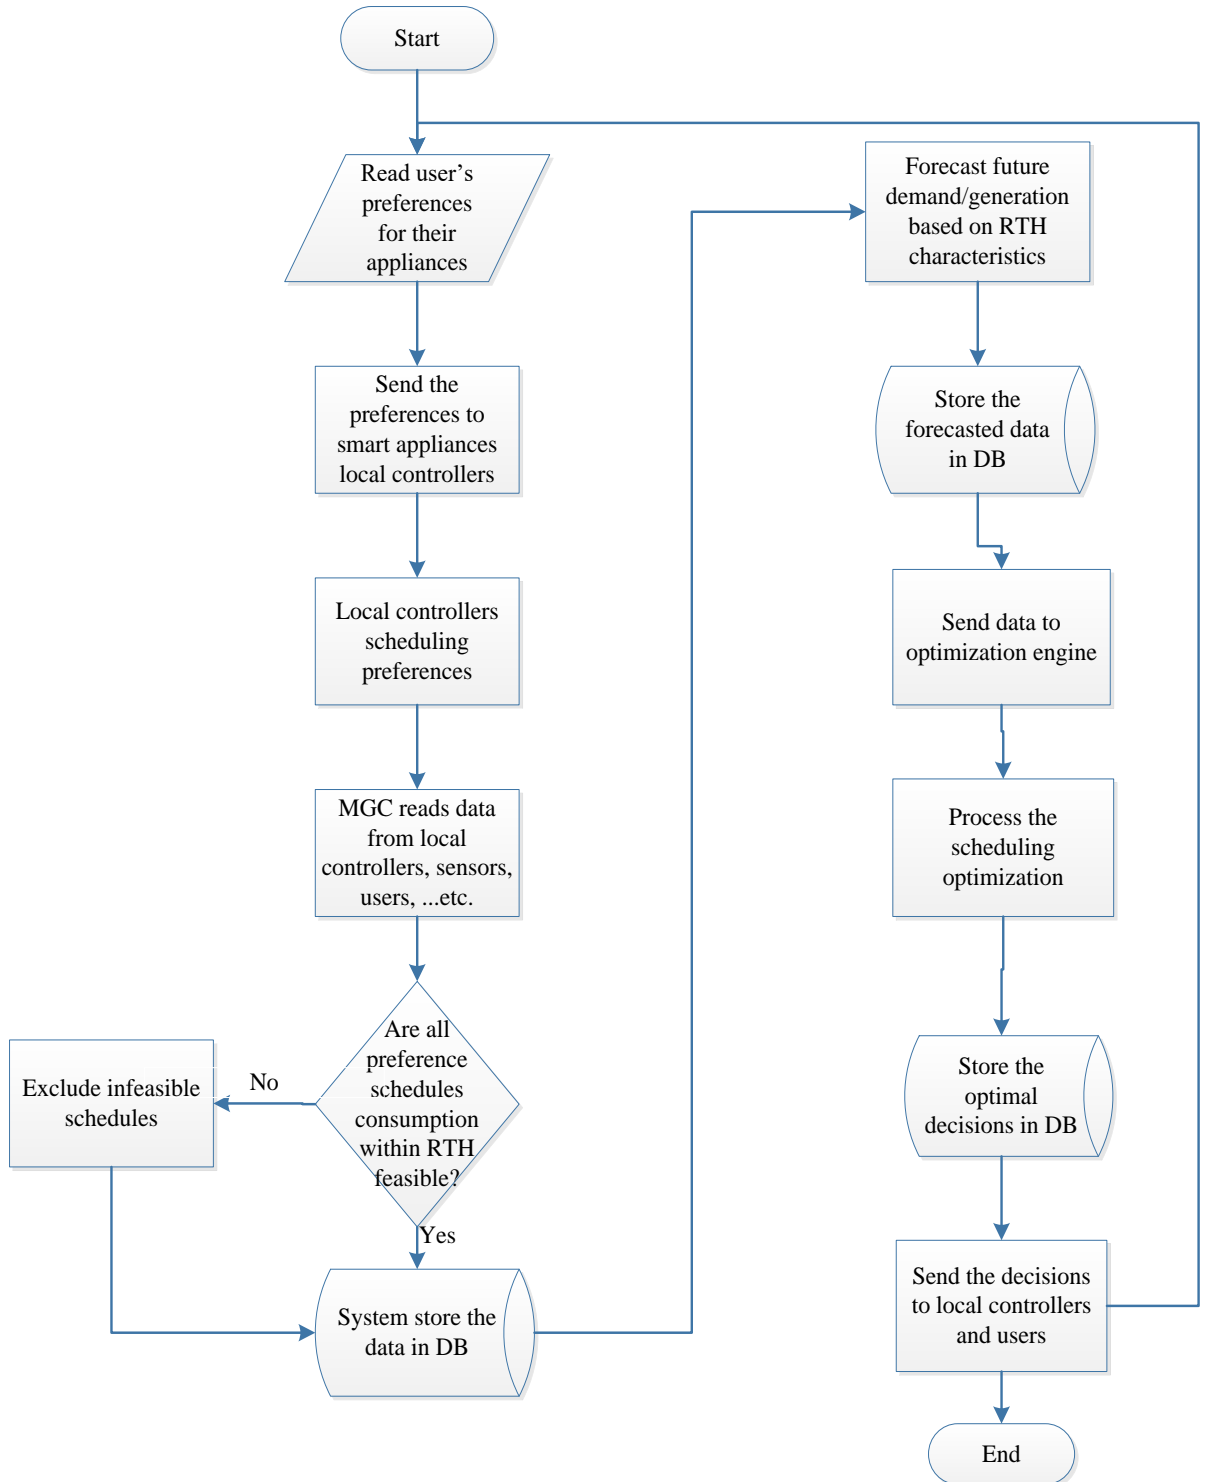 Start
Read user’s
preferences
for their
appliances
Send the
preferences to
smart appliances
local controllers
Local controllers
scheduling
preferences
MGC reads data
from local
controllers, sensors,
users, ...etc.
Are all
preference
schedules
consumption
within RTH
feasible?
No
Exclude infeasible
schedules
Yes
System store the
data in DB
Forecast future
demand/generation
based on RTH
characteristics
Store the
forecasted data
in DB
Send data to
optimization engine
Process the
scheduling
optimization
Store the
optimal
decisions in DB
Send the decisions
to local controllers
and users
End